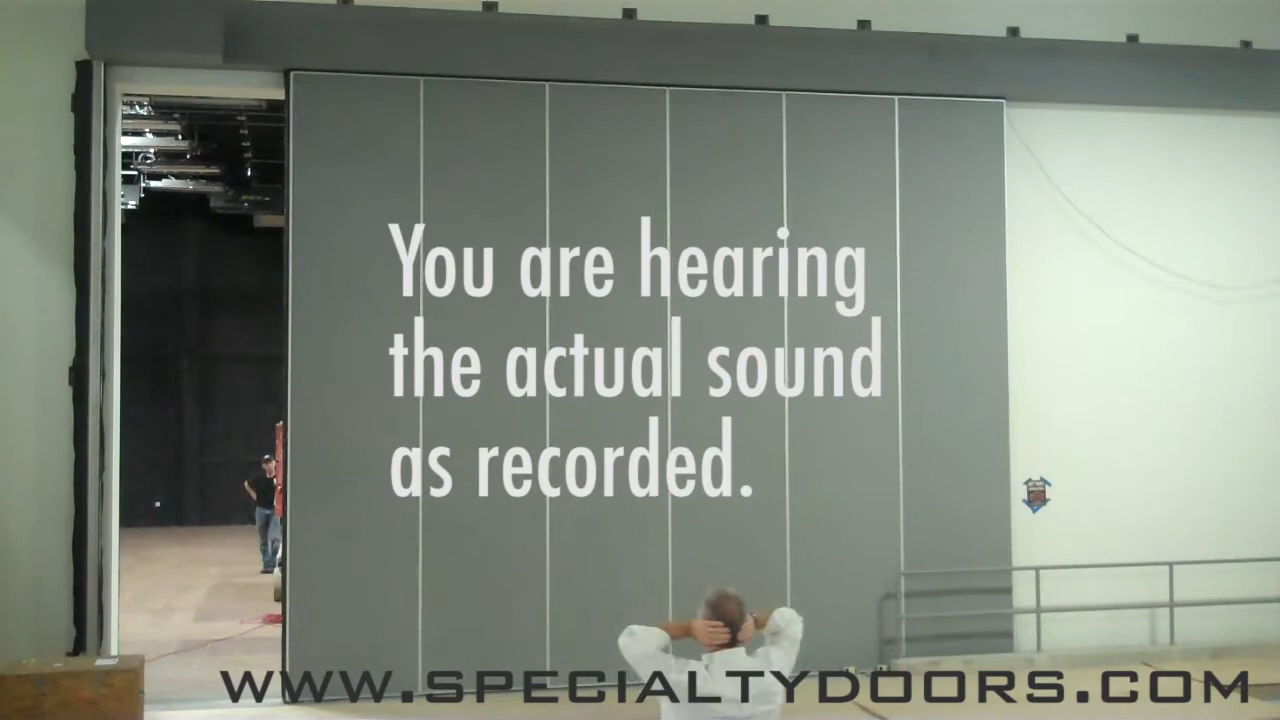 You are hearing
the actual sound
as recorded.
WWW.SPECIALTYDOORS.COM